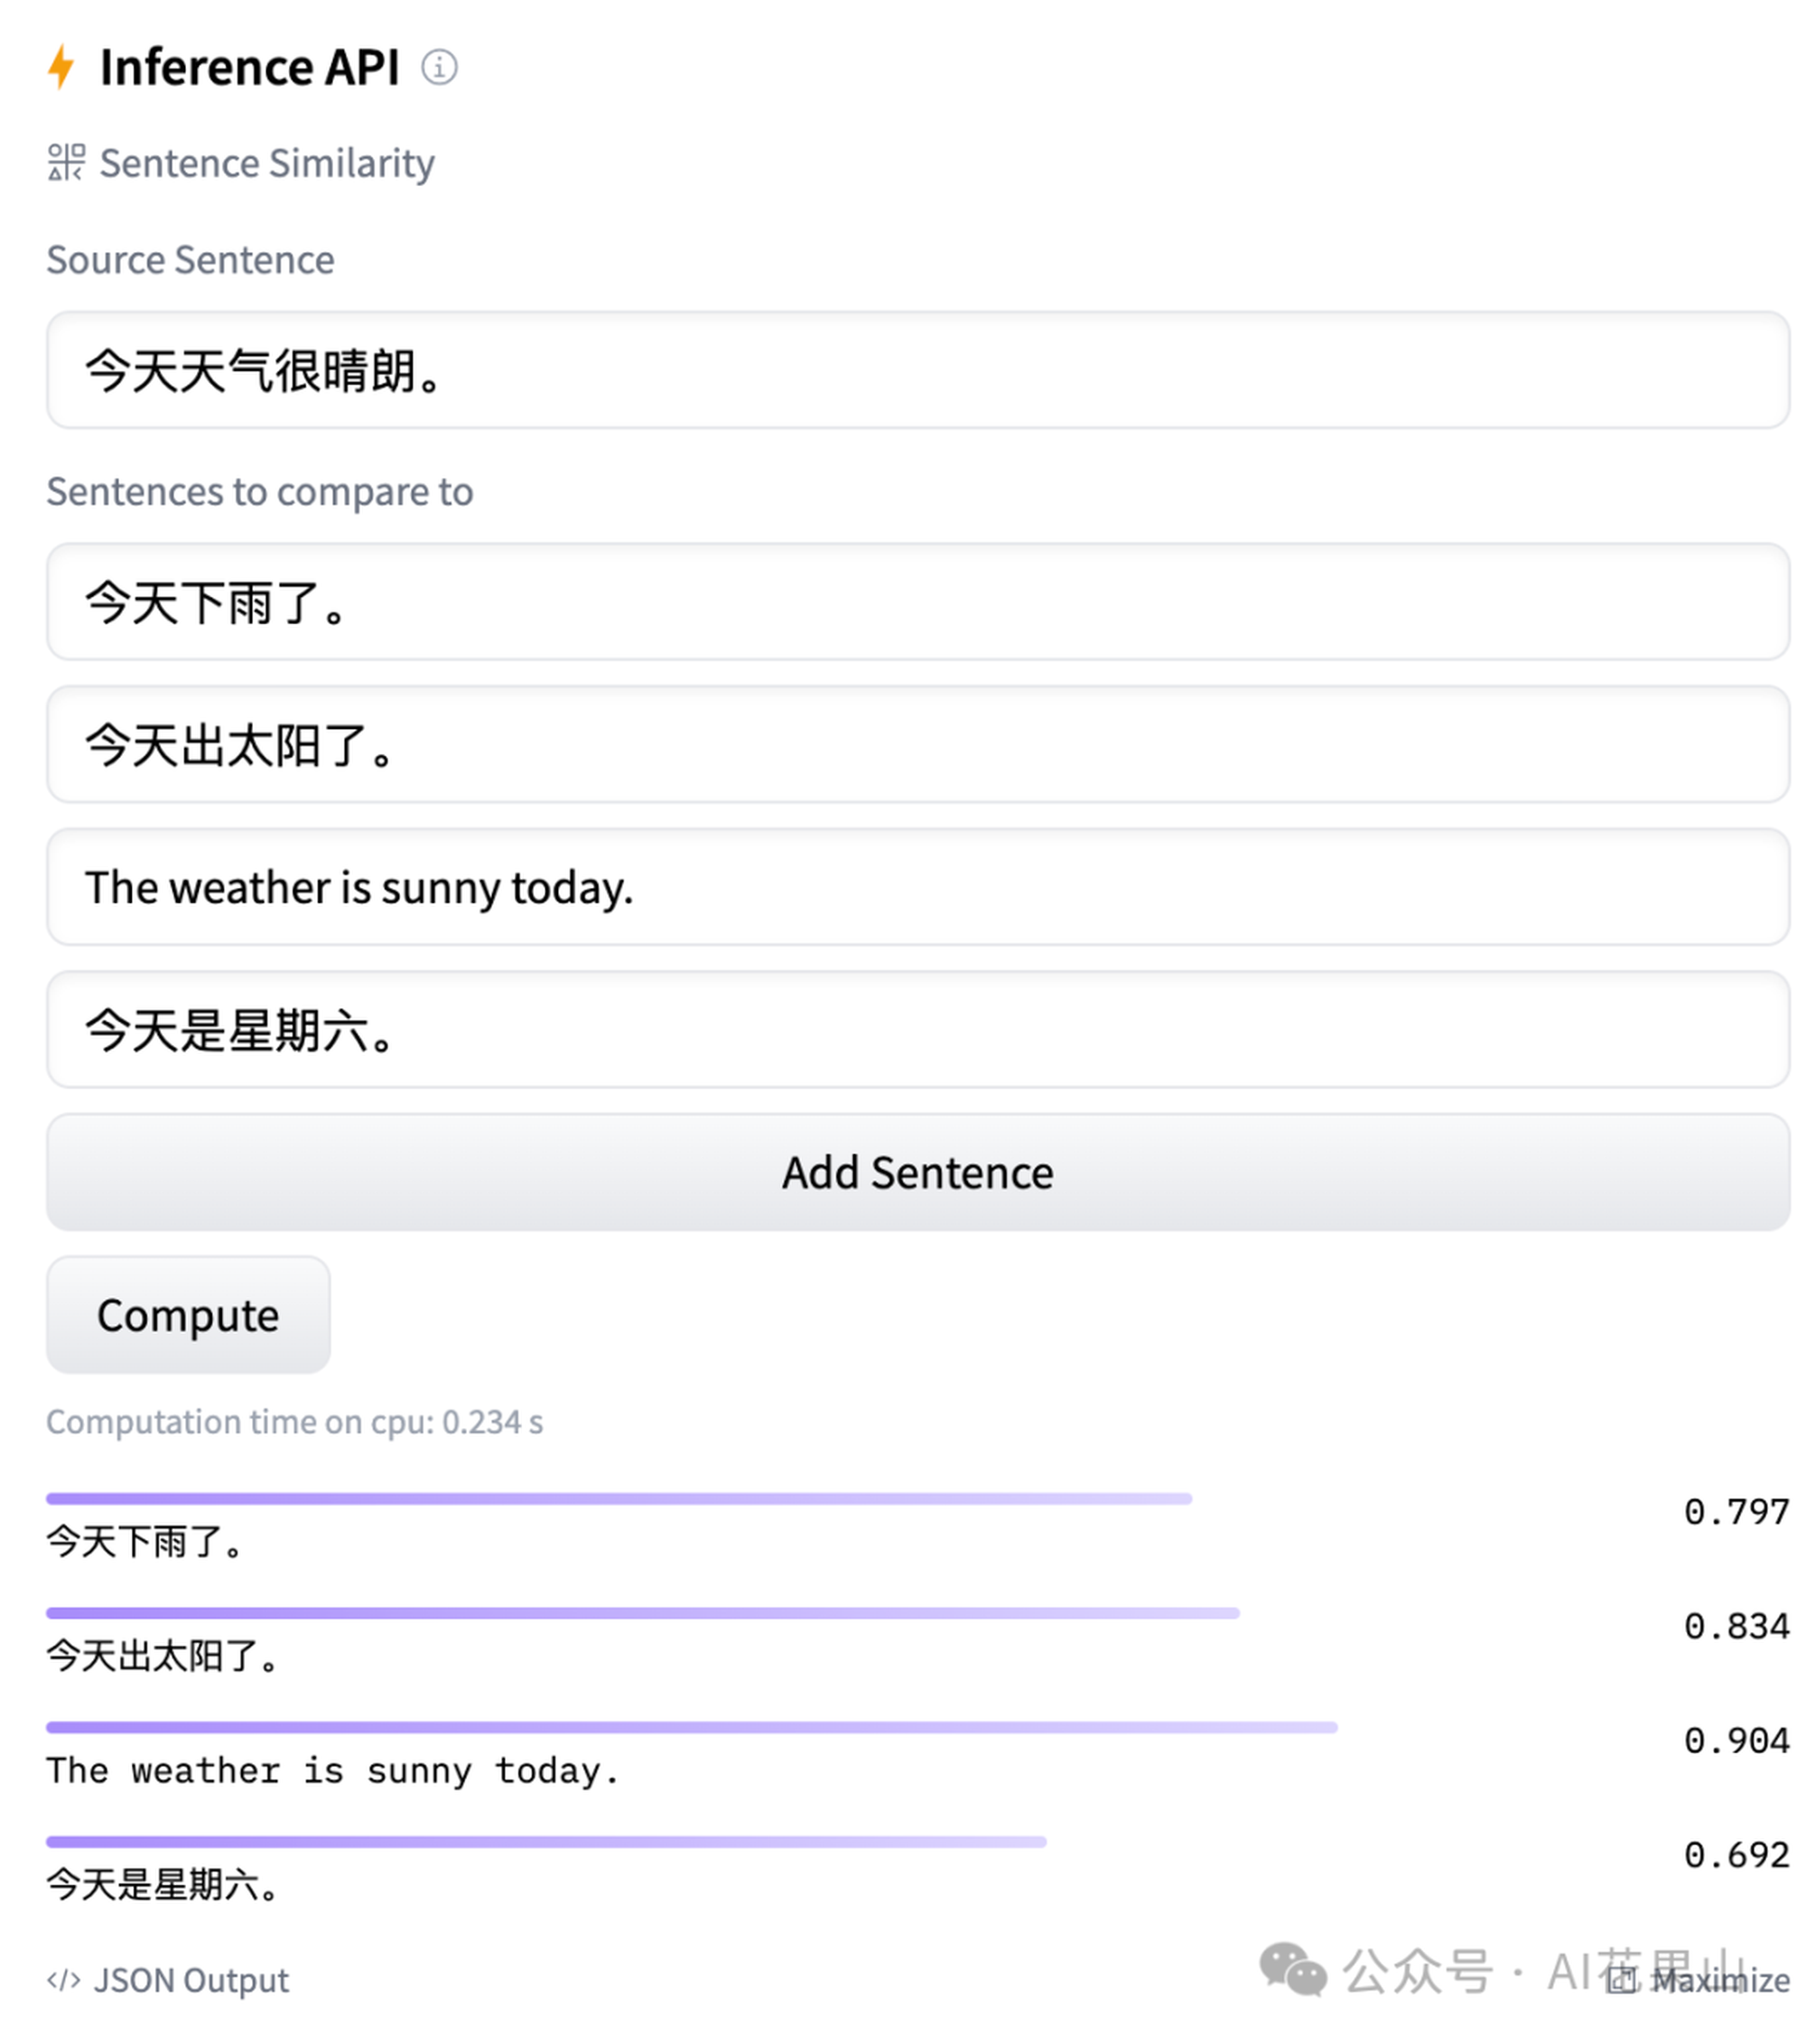 Inference API
Sentence Similarity
Source Sentence
今天天气很晴朗。
Sentences to compare to
今天下雨了。
今天出太阳了。
The weather is sunny today.
今天是星期六。
Add Sentence
Compute
Computation time on cpu: 0.234 s
0.797
今天下雨了。
0.834
今天出太阳了。
0.904
The weather is sunny today.
0.692
今天是星期六。
</> JSON Output
公众号 · AI花果山
Maximize